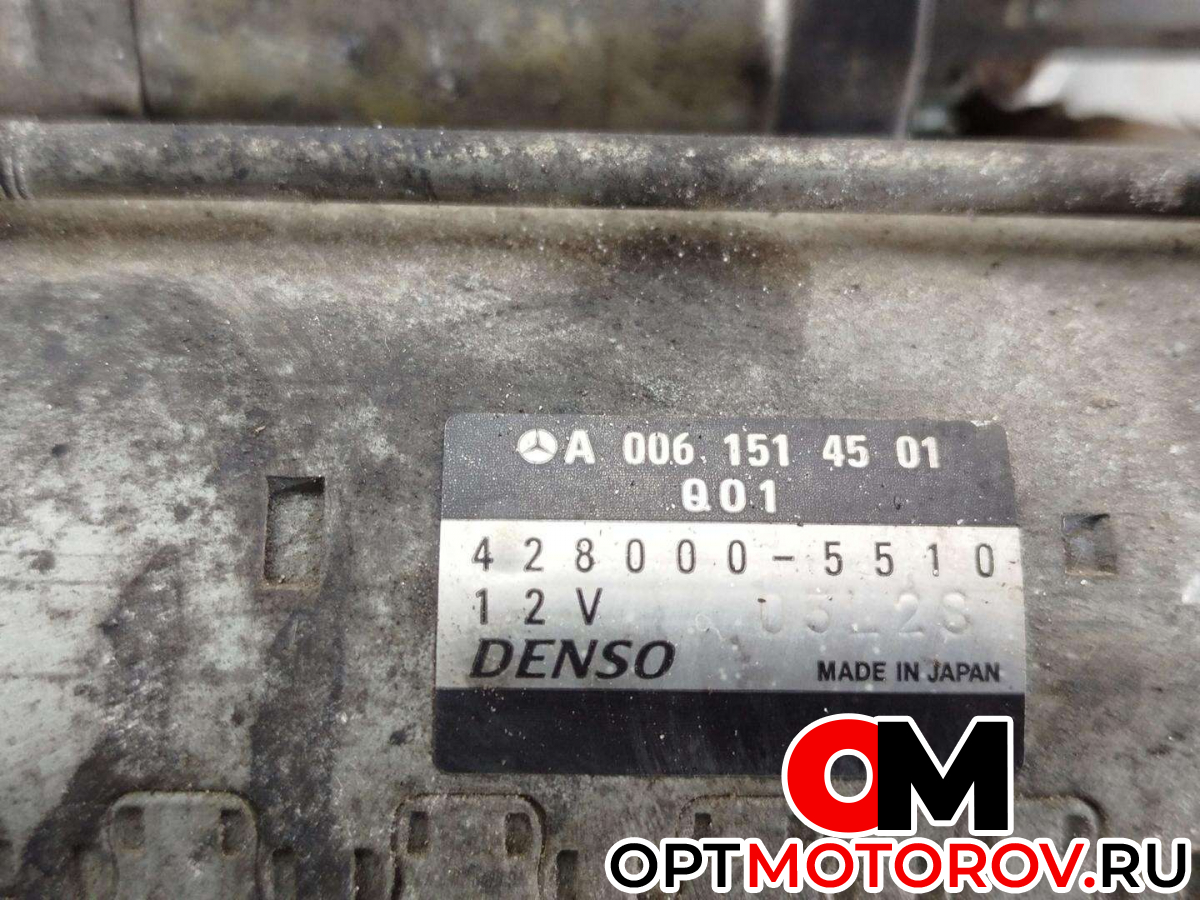 A 006 151 45 01
Q01
428000-5510
12V
DENSO
MADE IN JAPAN
OM
OPTMOTOROV.RU